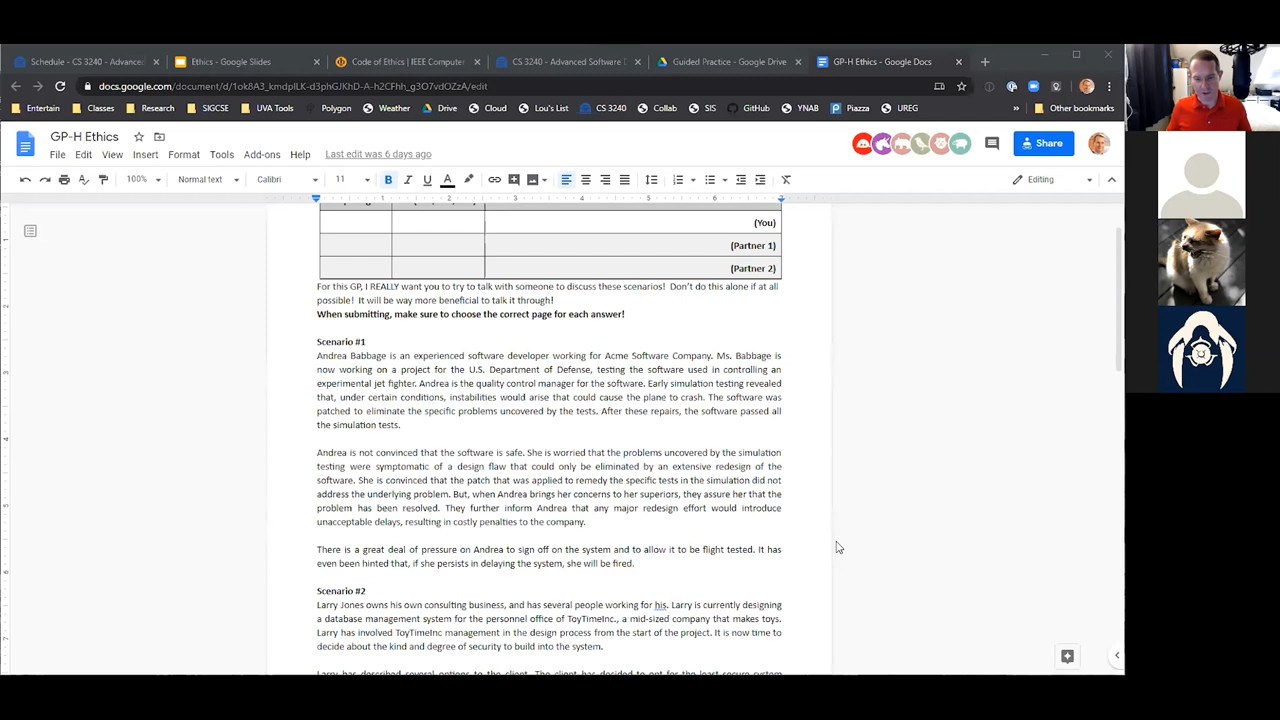 Schedule - CS 3240 - Advanced
Ethics - Google Slides
Code of Ethics | IEEE Computer
CS 3240 - Advanced Software D
Guided Practice - Google Drive
GP-H Ethics - Google Docs
docs.google.com/document/d/1ok8A3_kmdplLK-d3phGJKhD-A-h2CFhh_g3O7vdOZzA/edit
Entertain
Classes
Research
SIGCSE
UVA Tools
Polygon
Weather
Drive
Cloud
Lou's List
CS 3240
Collab
SIS
GitHub
YNAB
Piazza
UREG
»
Other bookmarks
GP-H Ethics
File Edit View Insert Format Tools Add-ons Help Last edit was 6 days ago
Share
100% Normal text Calibri 11 B I U A
Editing
(You)
(Partner 1)
(Partner 2)
For this GP, I REALLY want you to try to talk with someone to discuss these scenarios! Don't do this alone if at all
possible! It will be way more beneficial to talk it through!
When submitting, make sure to choose the correct page for each answer!
Scenario #1
Andrea Babbage is an experienced software developer working for Acme Software Company. Ms. Babbage is
now working on a project for the U.S. Department of Defense, testing the software used in controlling an
experimental jet fighter. Andrea is the quality control manager for the software. Early simulation testing revealed
that, under certain conditions, instabilities would arise that could cause the plane to crash. The software was
patched to eliminate the specific problems uncovered by the tests. After these repairs, the software passed all
the simulation tests.
Andrea is not convinced that the software is safe. She is worried that the problems uncovered by the simulation
testing were symptomatic of a design flaw that could only be eliminated by an extensive redesign of the
software. She is convinced that the patch that was applied to remedy the specific tests in the simulation did not
address the underlying problem. But, when Andrea brings her concerns to her superiors, they assure her that the
problem has been resolved. They further inform Andrea that any major redesign effort would introduce
unacceptable delays, resulting in costly penalties to the company.
There is a great deal of pressure on Andrea to sign off on the system and to allow it to be flight tested. It has
even been hinted that, if she persists in delaying the system, she will be fired.
Scenario #2
Larry Jones owns his own consulting business, and has several people working for his. Larry is currently designing
a database management system for the personnel office of ToyTimeInc., a mid-sized company that makes toys.
Larry has involved ToyTimeInc management in the design process from the start of the project. It is now time to
decide about the kind and degree of security to build into the system.
Larry has described several options to the client. The client has decided to opt for the least secure system